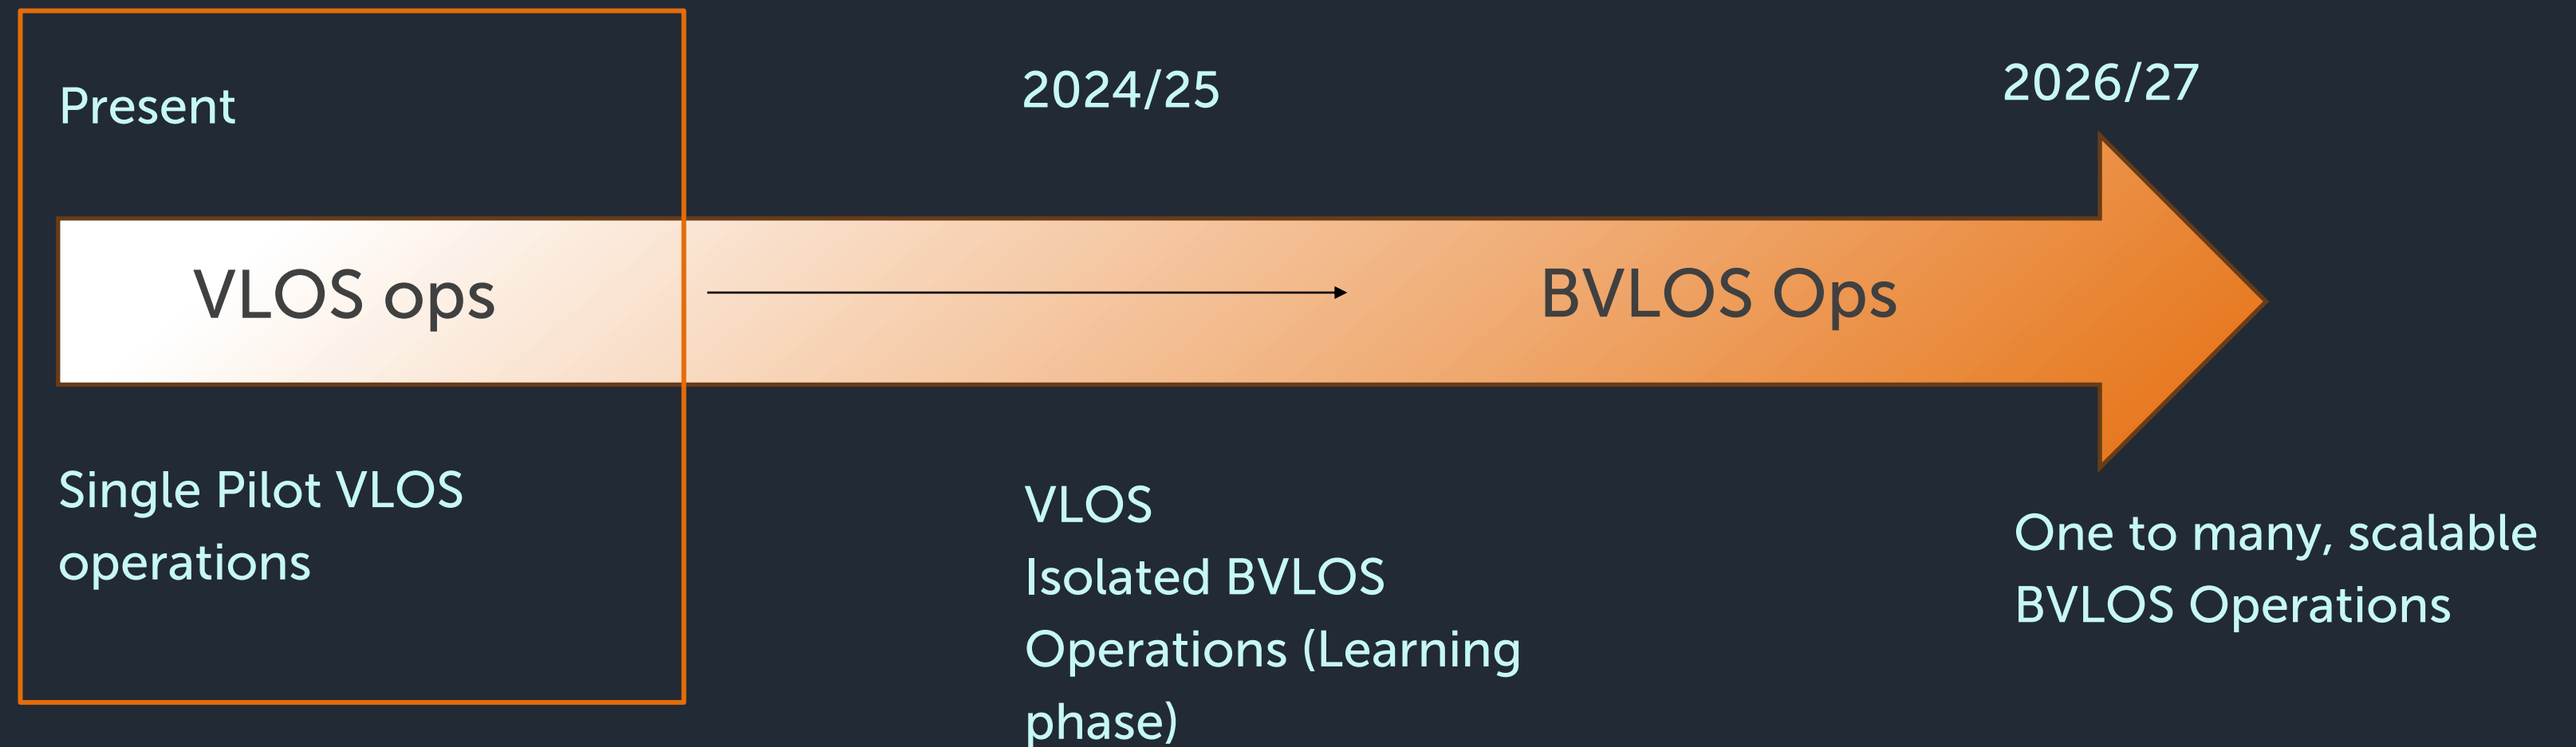 Present
2024/25
2026/27
VLOS ops
BVLOS Ops
Single Pilot VLOS
operations
VLOS
Isolated BVLOS
Operations (Learning
phase)
One to many, scalable
BVLOS Operations